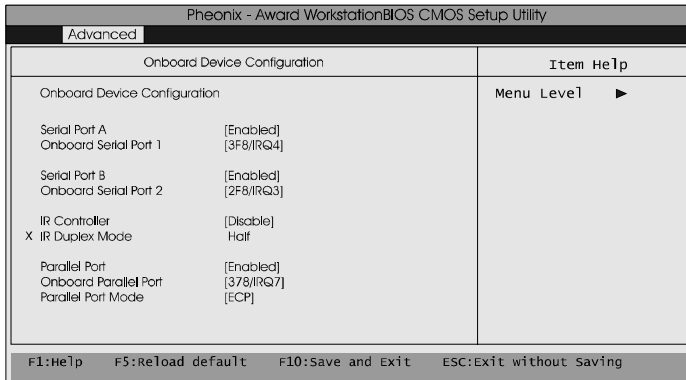 Pheonix - Award WorkstationBIOS CMOS Setup Utility
Advanced
Onboard Device Configuration
Item Help
Onboard Device Configuration
Menu Level ▶
Serial Port A [Enabled]
Onboard Serial Port 1 [3F8/IRQ4]
Serial Port B [Enabled]
Onboard Serial Port 2 [2F8/IRQ3]
IR Controller [Disable]
X IR Duplex Mode Half
Parallel Port [Enabled]
Onboard Parallel Port [378/IRQ7]
Parallel Port Mode [ECP]
F1:Help F5:Reload default F10:Save and Exit ESC:Exit without Saving